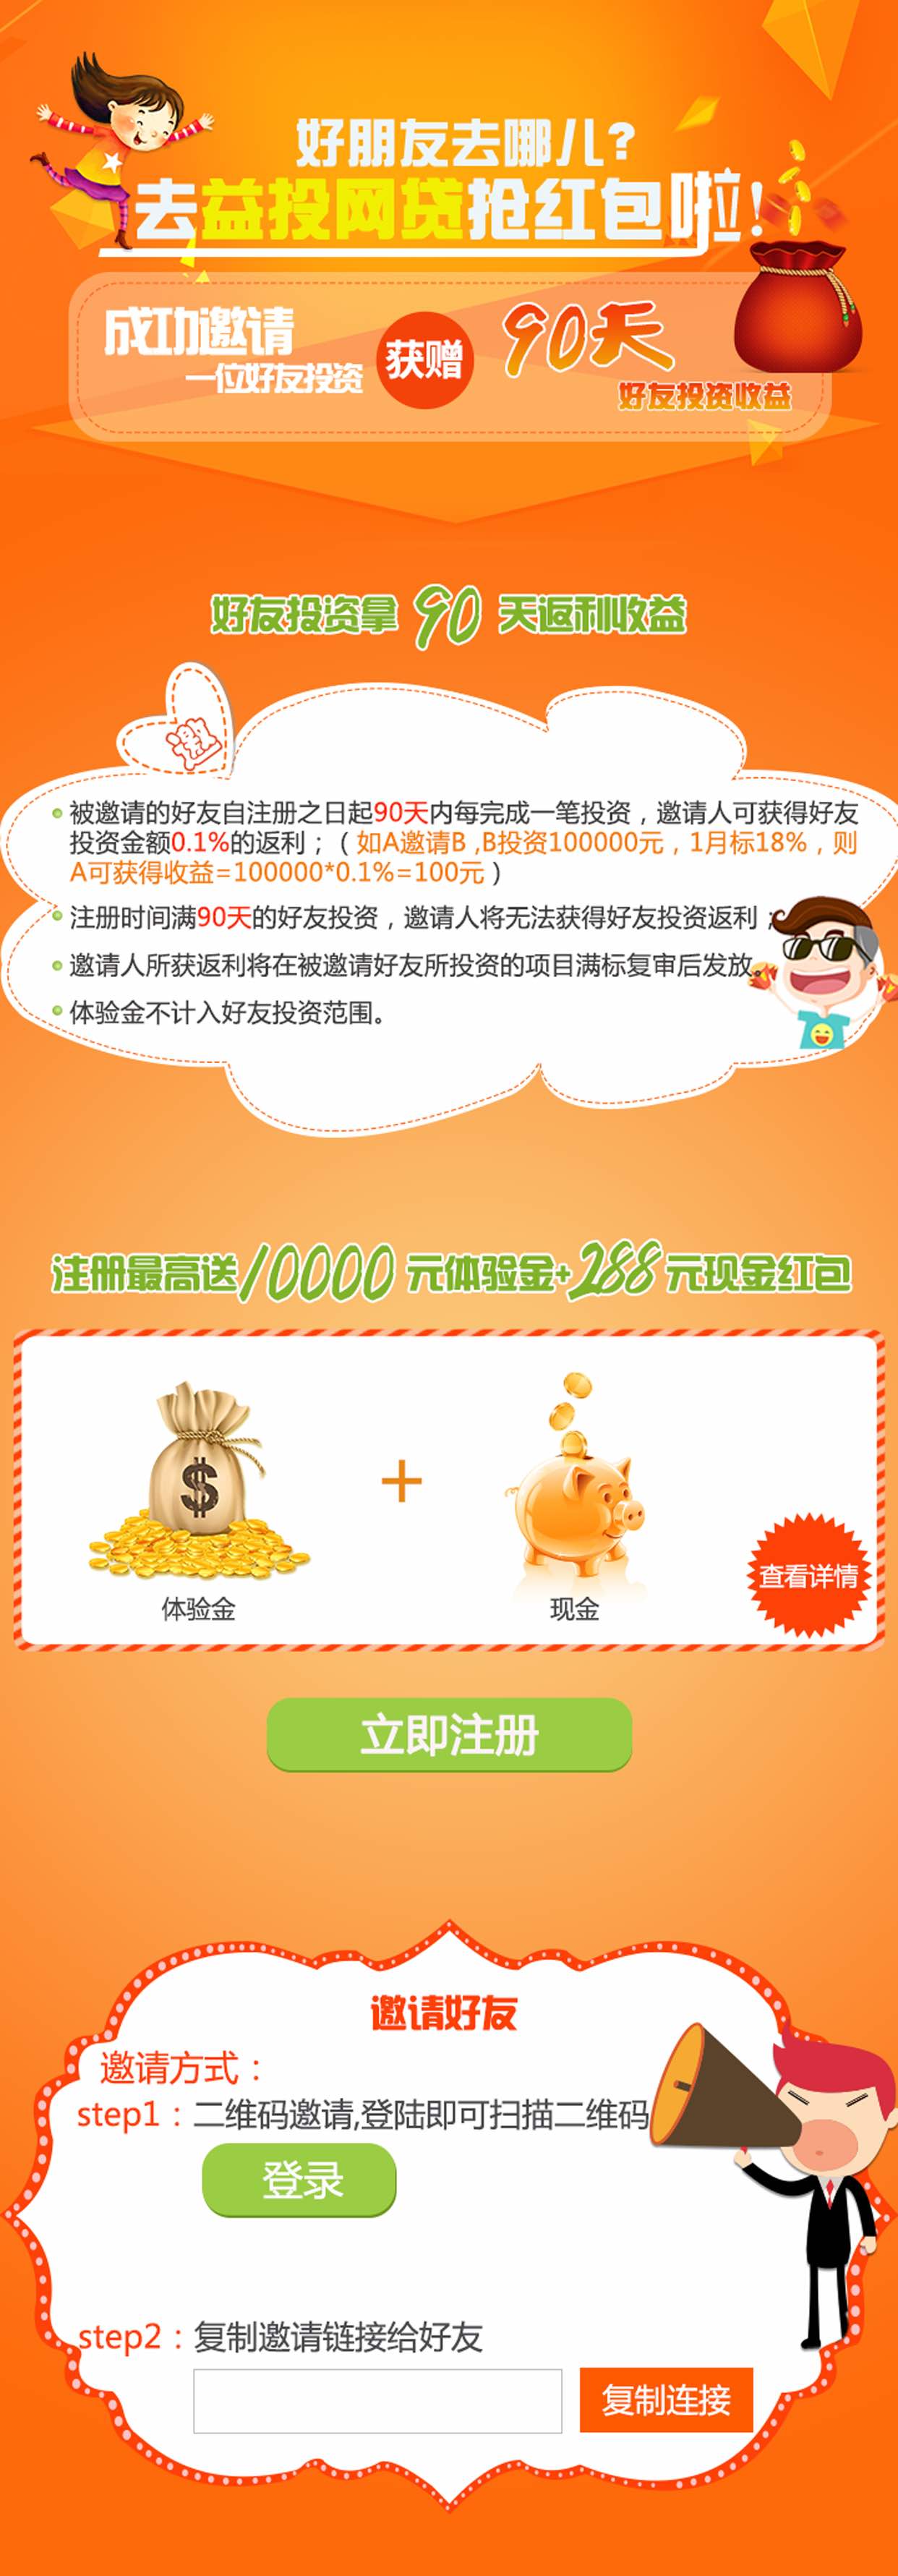 好朋友去哪儿?
去益投网贷抢红包啦!
成功邀请
一位好友投资
获赠
90天
好友投资收益
好友投资拿90天返利收益
被邀请的好友自注册之日起90天内每完成一笔投资，邀请人可获得好友
投资金额0.1%的返利；（如A邀请B ,B投资100000元，1月标18%，则
A可获得收益=100000*0.1%=100元）
注册时间满90天的好友投资，邀请人将无法获得好友投资返利；
邀请人所获返利将在被邀请好友所投资的项目满标复审后发放。
体验金不计入好友投资范围。
注册最高送10000元体验金+288元现金红包
$
+
体验金
现金
查看详情
立即注册
邀请好友
邀请方式：
step1：二维码邀请,登陆即可扫描二维码
登录
step2：复制邀请链接给好友
复制连接